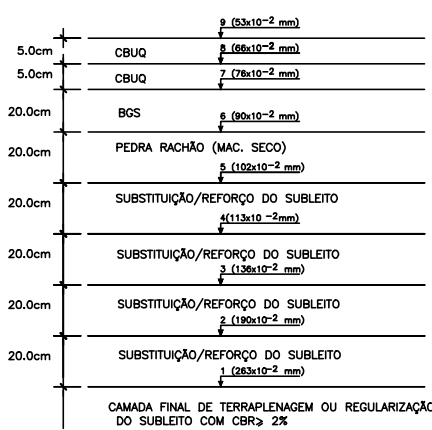 9 (53x10-2 mm)
5.0cm CBUQ 8 (66x10-2 mm)
5.0cm CBUQ 7 (76x10-2 mm)
20.0cm BGS 6 (90x10-2 mm)
20.0cm PEDRA RACHÃO (MAC. SECO)
5 (102x10-2 mm)
20.0cm SUBSTITUIÇÃO/REFORÇO DO SUBLEITO
4(113x10 -2mm)
20.0cm SUBSTITUIÇÃO/REFORÇO DO SUBLEITO
3 (136x10-2 mm)
20.0cm SUBSTITUIÇÃO/REFORÇO DO SUBLEITO
2 (190x10-2 mm)
20.0cm SUBSTITUIÇÃO/REFORÇO DO SUBLEITO
1 (263x10-2 mm)
CAMADA FINAL DE TERRAPLENAGEM OU REGULARIZAÇÃO
DO SUBLEITO COM CBR⩾ 2%